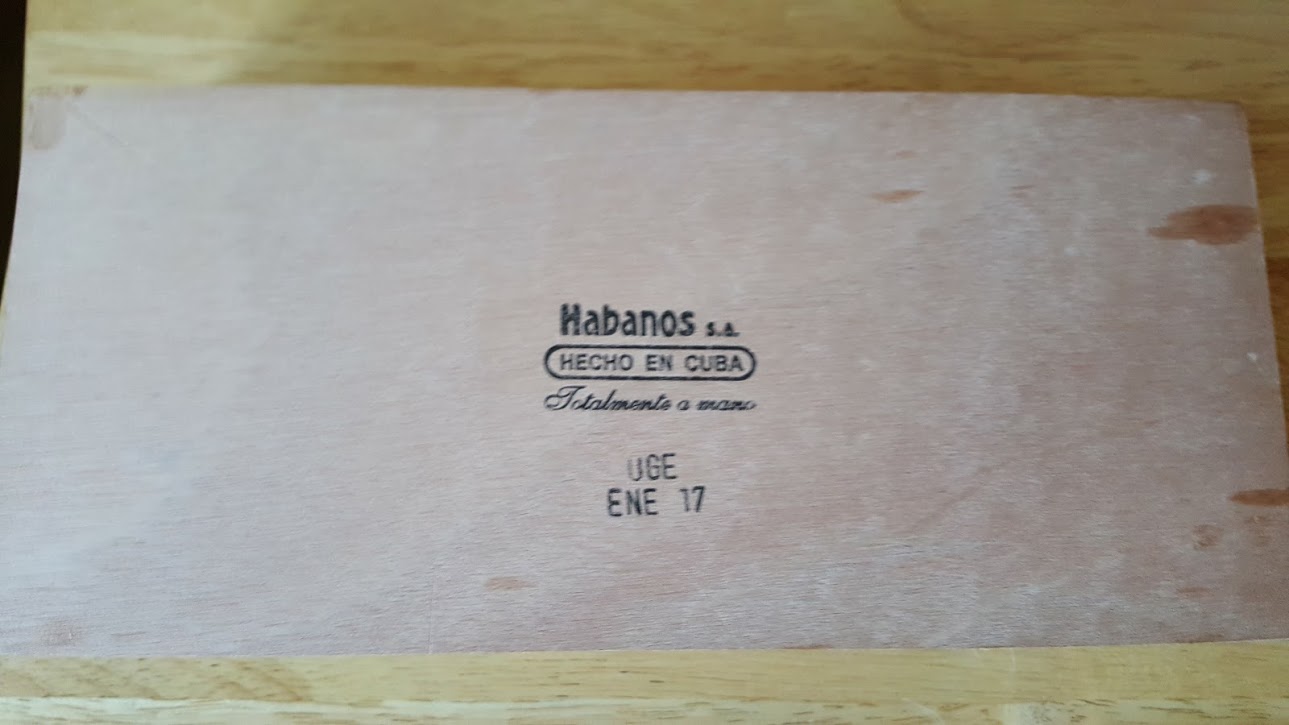 Habanos s.a.
HECHO EN CUBA
Totalmente a mano
UGE
ENE 17